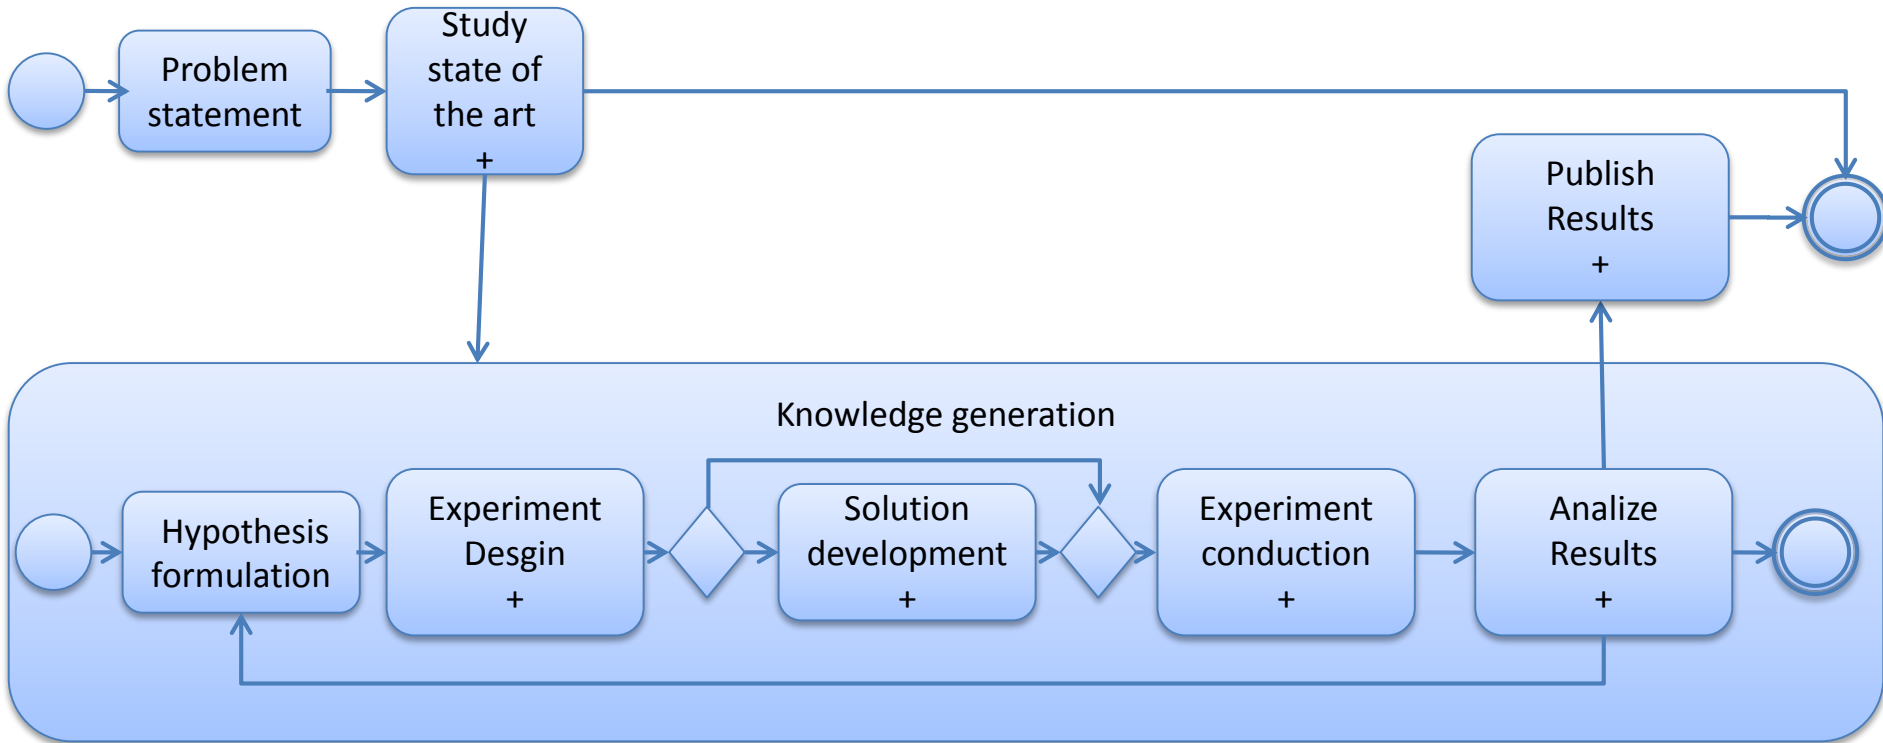 Problem
statement
Study
state of
the art
+
Publish
Results
+
Knowledge generation
Hypothesis
formulation
Experiment
Desgin
+
Solution
development
+
Experiment
conduction
+
Analize
Results
+